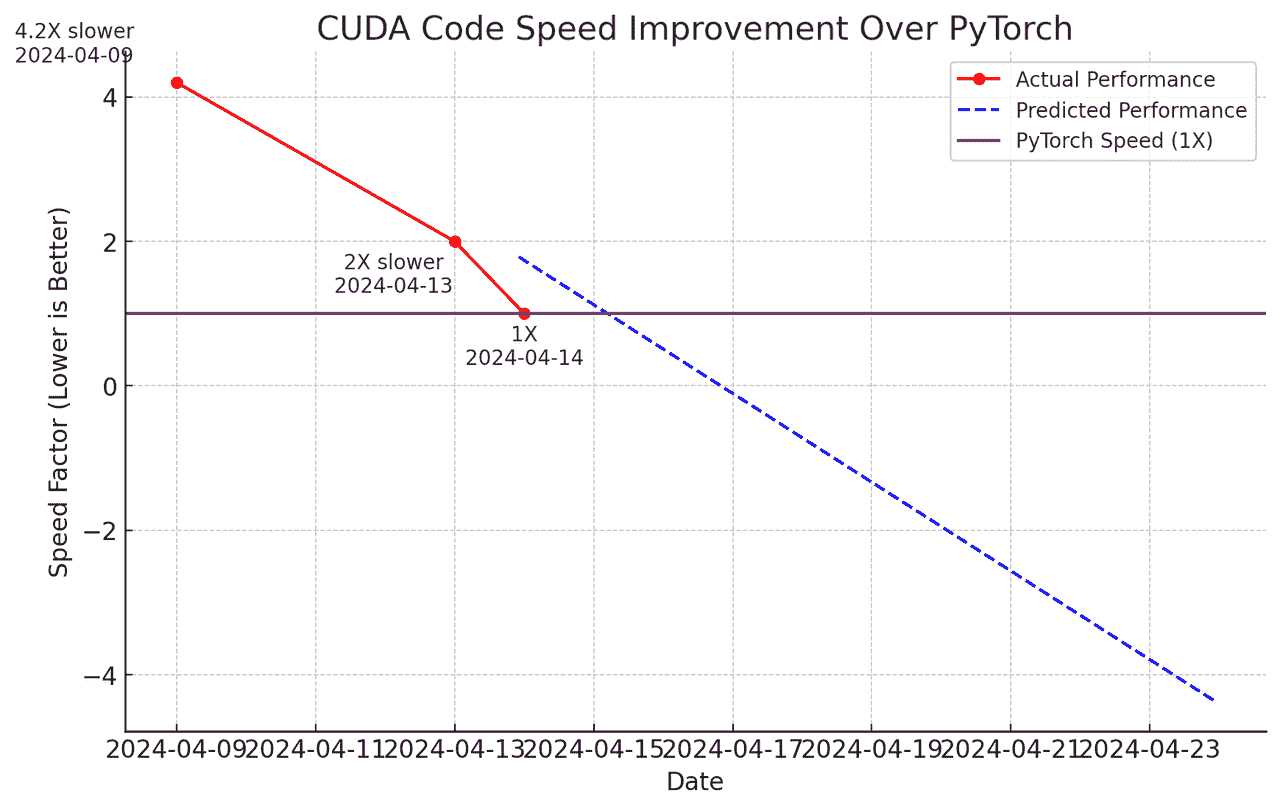 4.2X slower
2024-04-09
CUDA Code Speed Improvement Over PyTorch
Actual Performance
Predicted Performance
PyTorch Speed (1X)
Speed Factor (Lower is Better)
4
2
0
−2
−4
2X slower
2024-04-13
1X
2024-04-14
2024-04-09 2024-04-11 2024-04-13 2024-04-15 2024-04-17 2024-04-19 2024-04-21 2024-04-23
Date